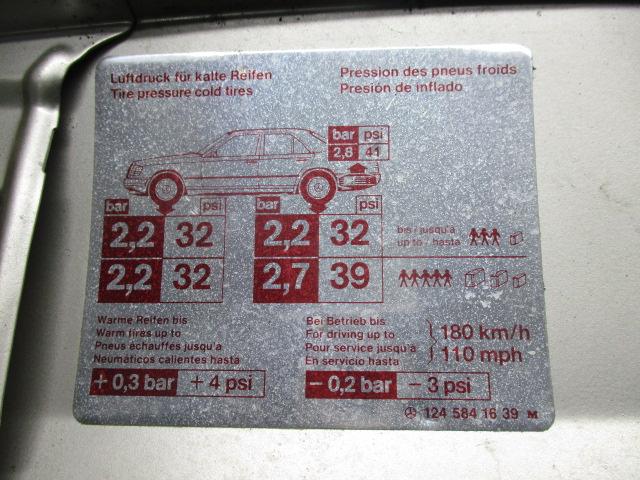 Luftdruck für kalte Reifen
Tire pressure cold tires
Pression des pneus froids
Presión de inflado
bar psi
2,8 41
bar psi bar psi
2,2 32 2,2 32 bis / jusqu'à
up to / hasta
2,2 32 2,7 39
Warme Reifen bis
Warm tires up to
Pneus échauffes jusqu'a
Neumáticos calientes hasta
+ 0,3 bar + 4 psi
Bei Betrieb bis
For driving up to
Pour service jusqu'a
En servicio hasta
180 km/h
110 mph
− 0,2 bar − 3 psi
124 584 16 39 M